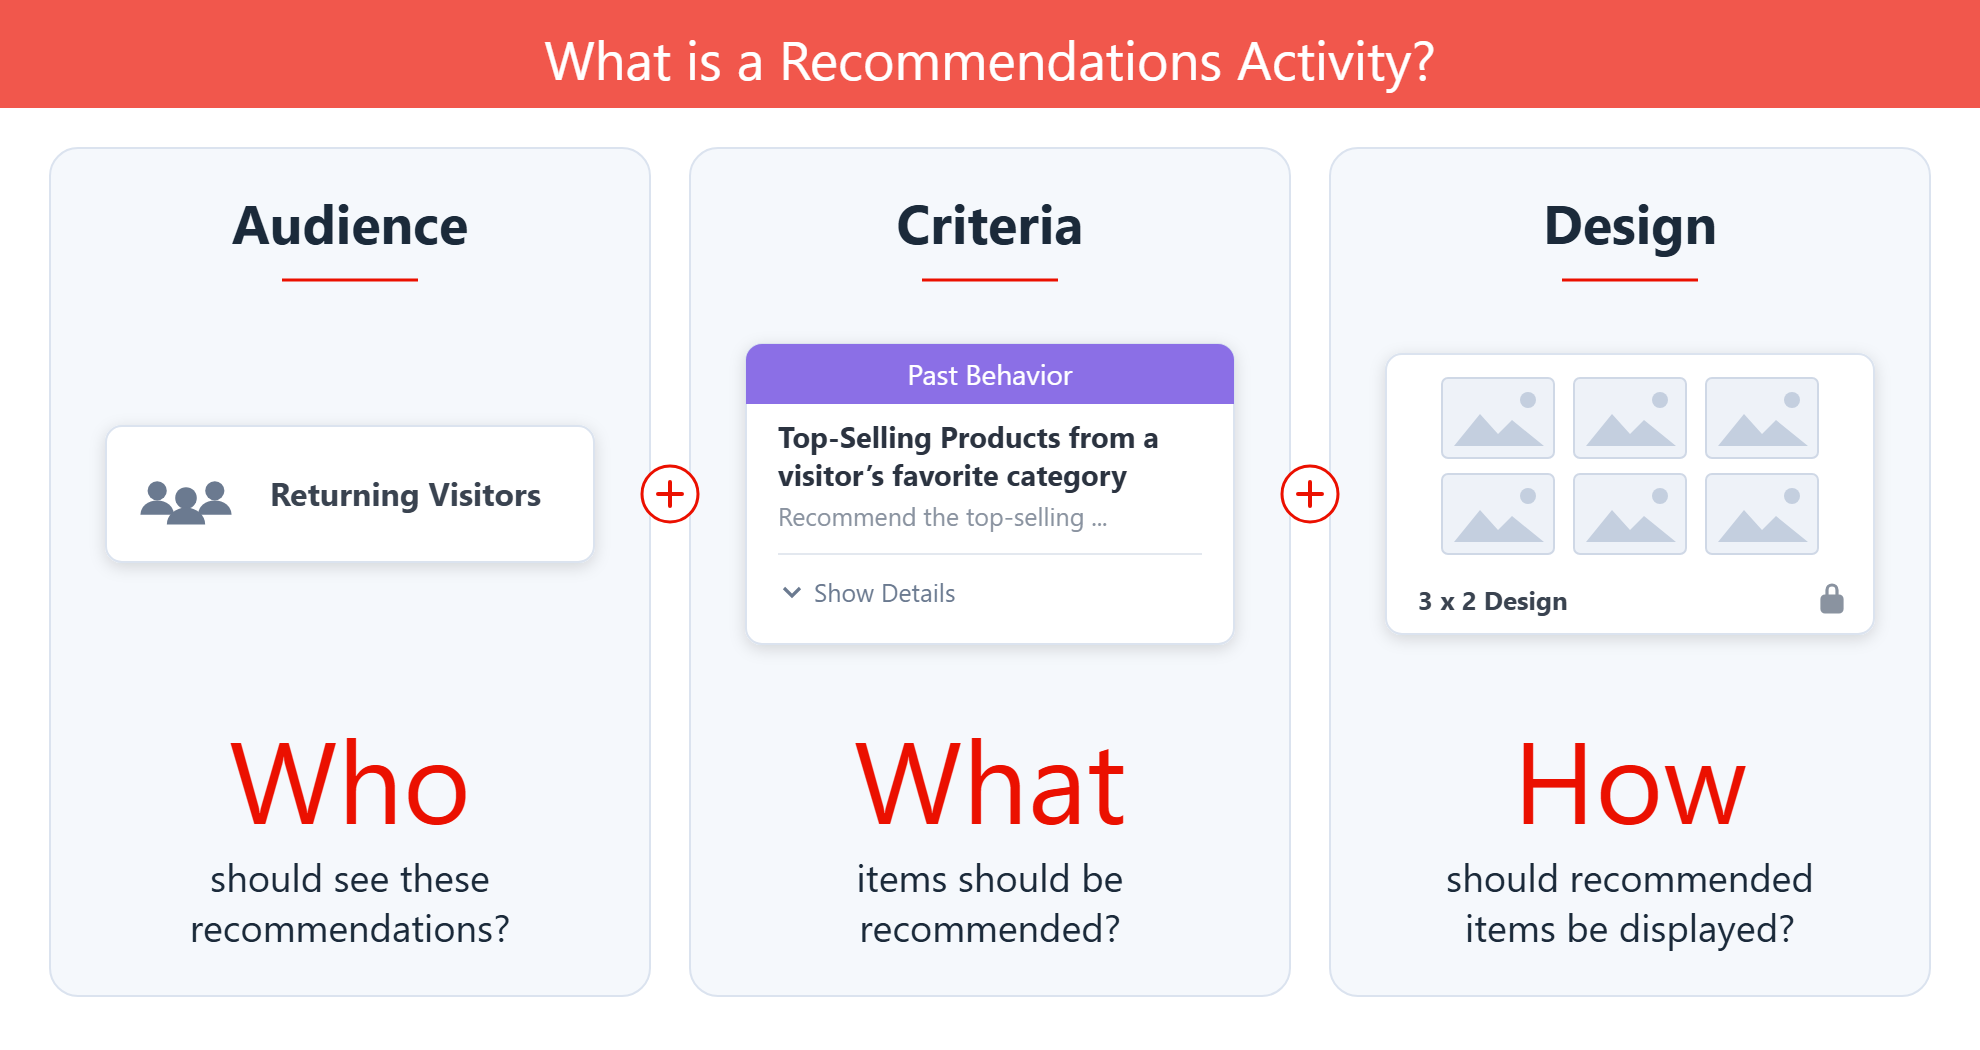 What is a Recommendations Activity?
Audience
Returning Visitors
Who
should see these
recommendations?
Criteria
Past Behavior
Top-Selling Products from a
visitor’s favorite category
Recommend the top-selling ...
Show Details
What
items should be
recommended?
Design
3 x 2 Design
How
should recommended
items be displayed?